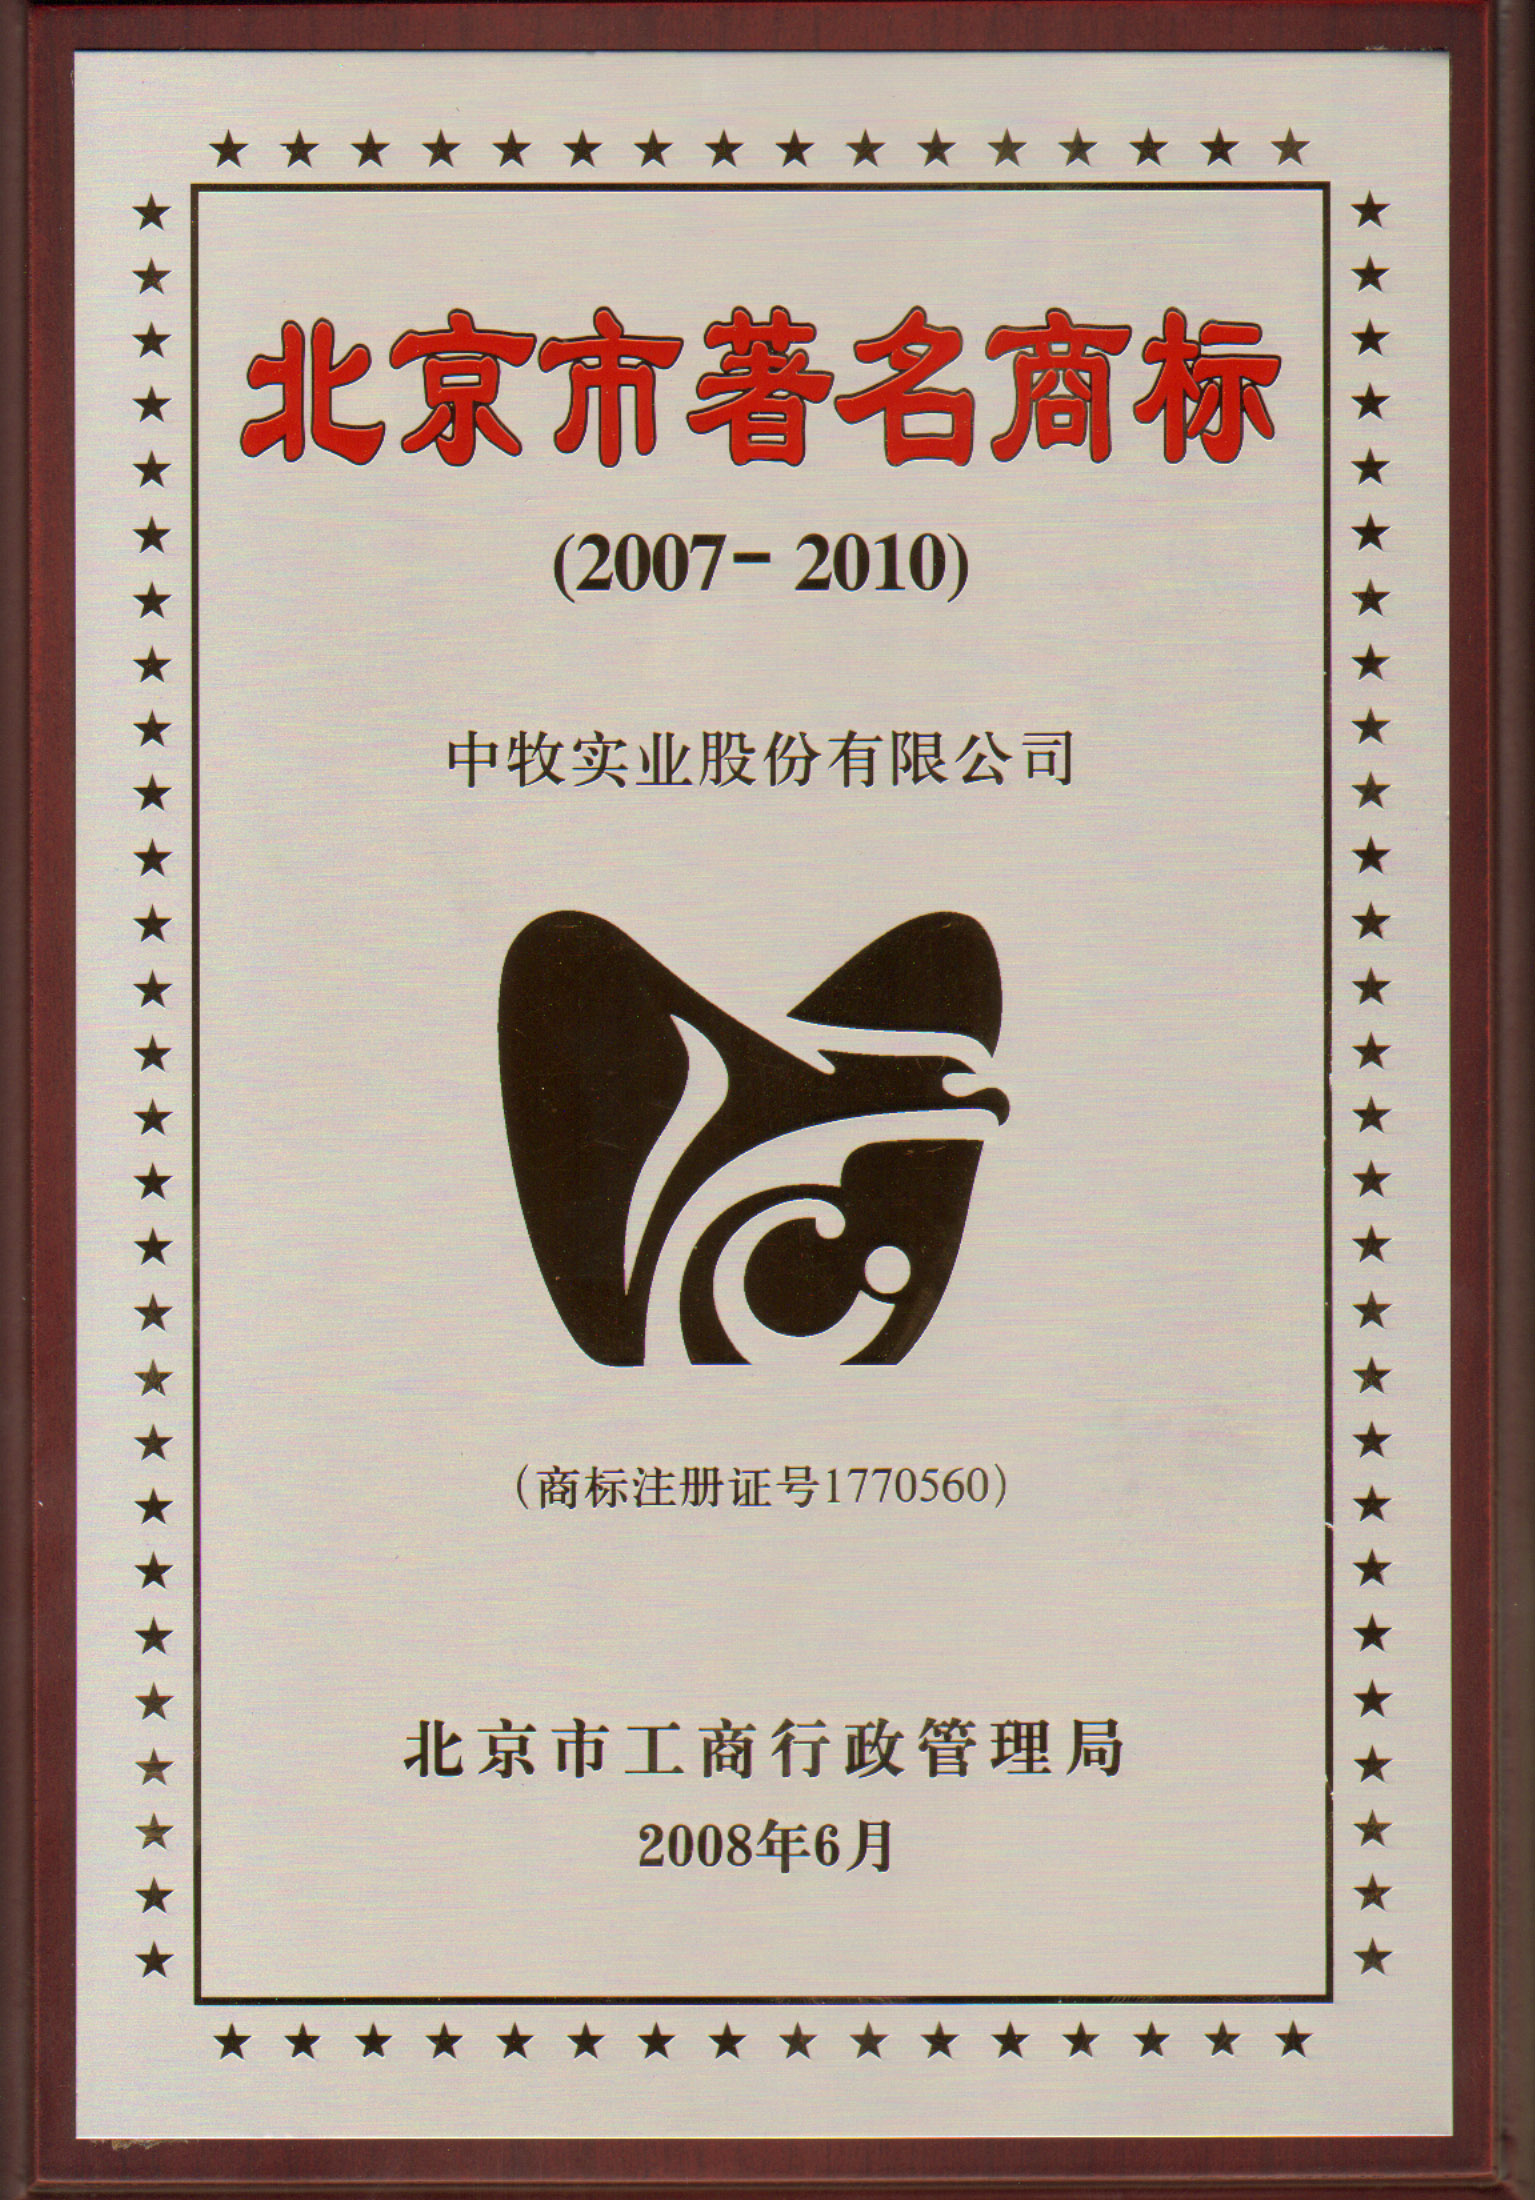 北京市著名商标
(2007- 2010)
中牧实业股份有限公司
（商标注册证号1770560）
北京市工商行政管理局
2008年6月